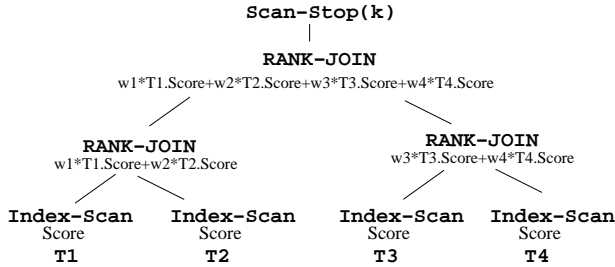 Scan-Stop(k)
RANK-JOIN
w1*T1.Score+w2*T2.Score+w3*T3.Score+w4*T4.Score
RANK-JOIN
w1*T1.Score+w2*T2.Score
RANK-JOIN
w3*T3.Score+w4*T4.Score
Index-Scan Index-Scan Index-Scan Index-Scan
Score Score Score Score
T1 T2 T3 T4